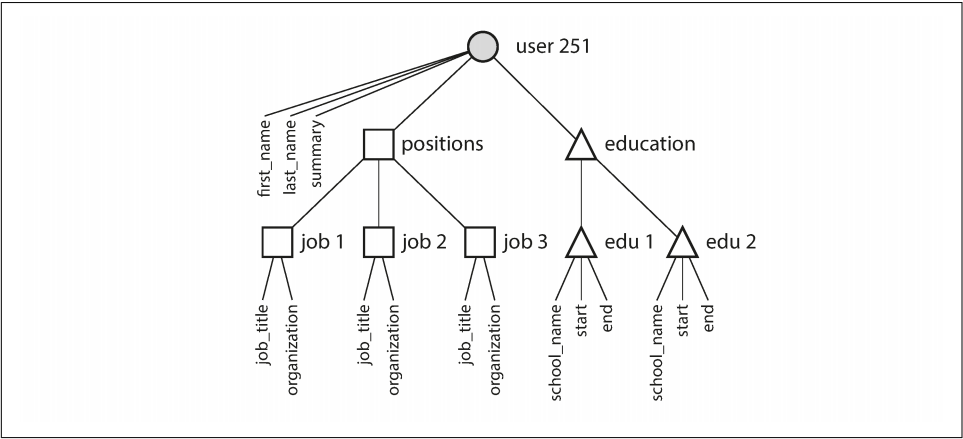 user 251
first_name
last_name
summary
positions
education
job 1
job 2
job 3
edu 1
edu 2
job_title
organization
job_title
organization
job_title
organization
school_name
start
end
school_name
start
end